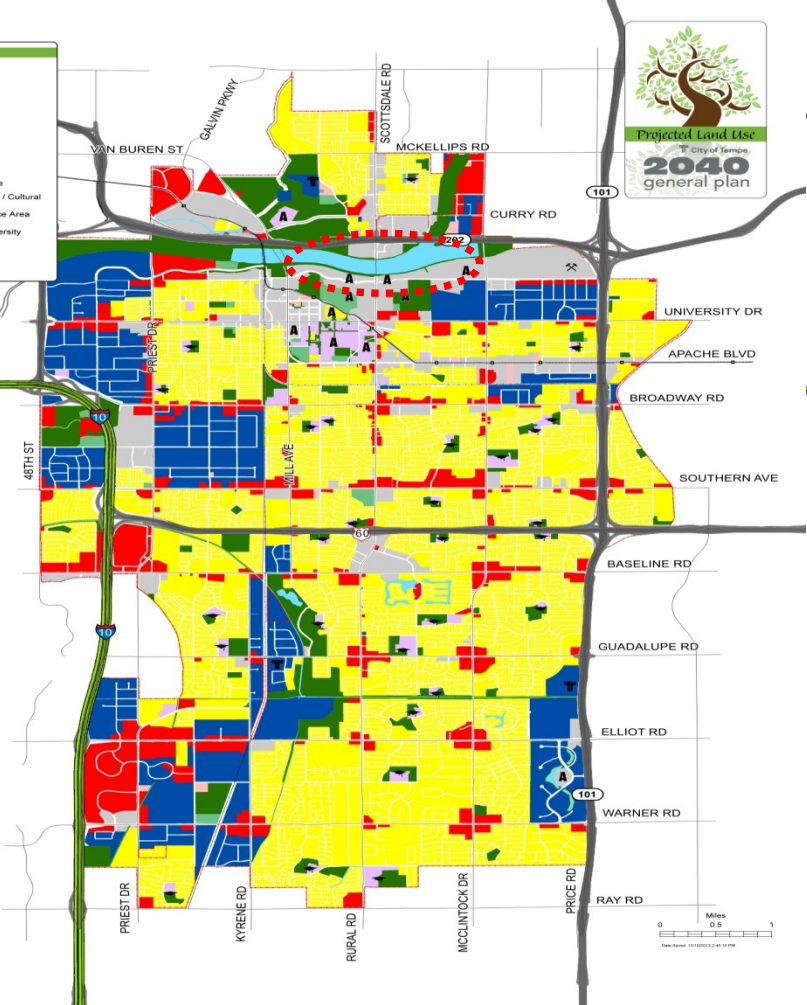 SCOTTSDALE RD
GALVIN PKWY
Projected Land Use
City of Tempe
2040
general plan
VAN BUREN ST
MCKELLIPS RD
101
/ Cultural
Area
CURRY RD
202
A
A
A
A
A
A
UNIVERSITY DR
A
A
PRIEST DR
A
A
APACHE BLVD
BROADWAY RD
10
48TH ST
MILL AVE
SOUTHERN AVE
60
BASELINE RD
10
GUADALUPE RD
T
T
ELLIOT RD
A
101
WARNER RD
PRIEST DR
KYRENE RD
RURAL RD
MCCLINTOCK DR
PRICE RD
RAY RD
Miles
0 0.5 1